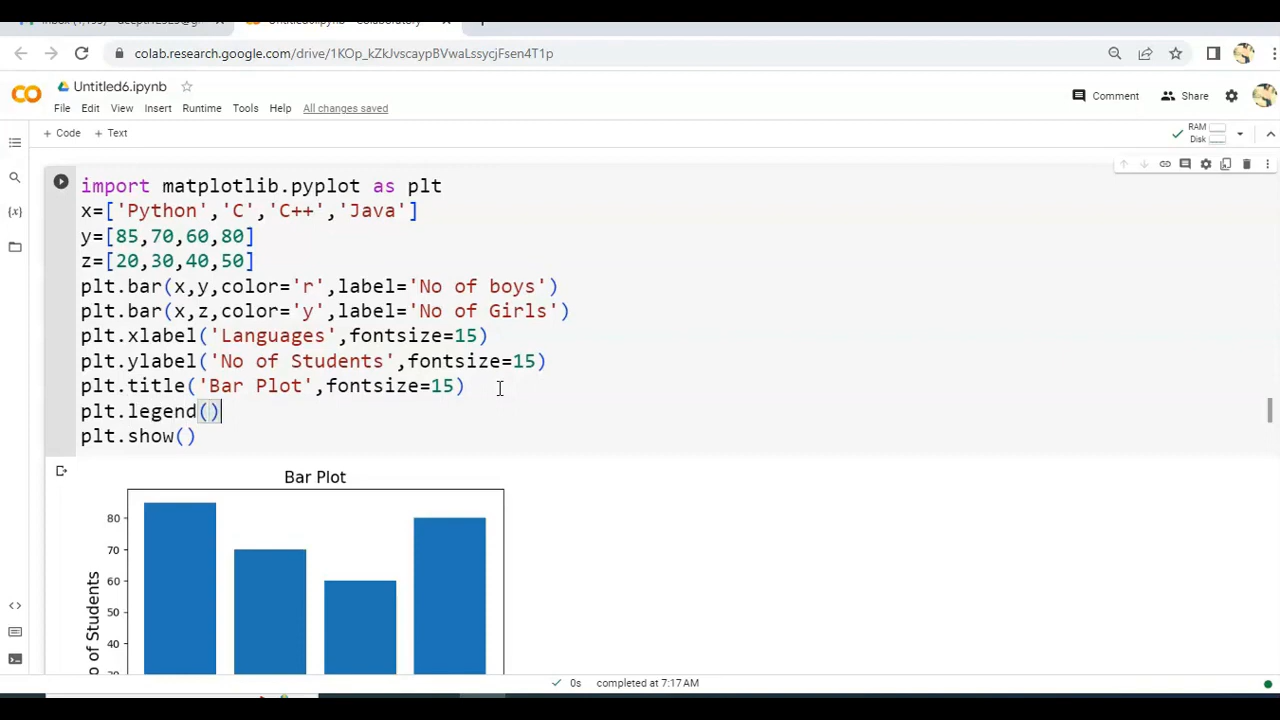 colab.research.google.com/drive/1KOp_kZkJvscaypBVwaLssycjFsen4T1p
Untitled6.ipynb
File Edit View Insert Runtime Tools Help All changes saved
Comment Share
+ Code + Text
RAM
Disk
import matplotlib.pyplot as plt
x=['Python','C','C++','Java']
y=[85,70,60,80]
z=[20,30,40,50]
plt.bar(x,y,color='r',label='No of boys')
plt.bar(x,z,color='y',label='No of Girls')
plt.xlabel('Languages',fontsize=15)
plt.ylabel('No of Students',fontsize=15)
plt.title('Bar Plot',fontsize=15)
plt.legend()
plt.show()
Bar Plot
80
70
60
50
40
of Students
0s completed at 7:17 AM